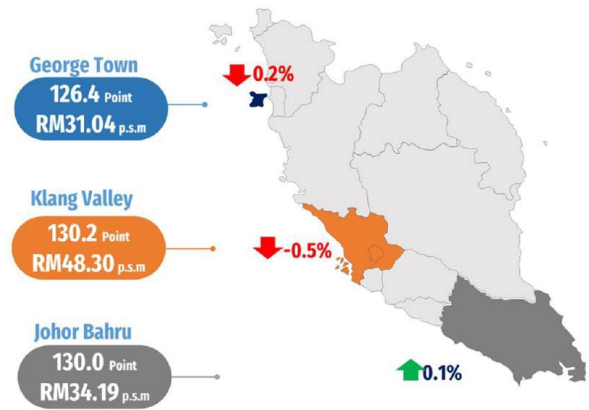 George Town
126.4 Point
RM31.04 p.s.m
0.2%
Klang Valley
130.2 Point
RM48.30 p.s.m
-0.5%
Johor Bahru
130.0 Point
RM34.19 p.s.m
0.1%